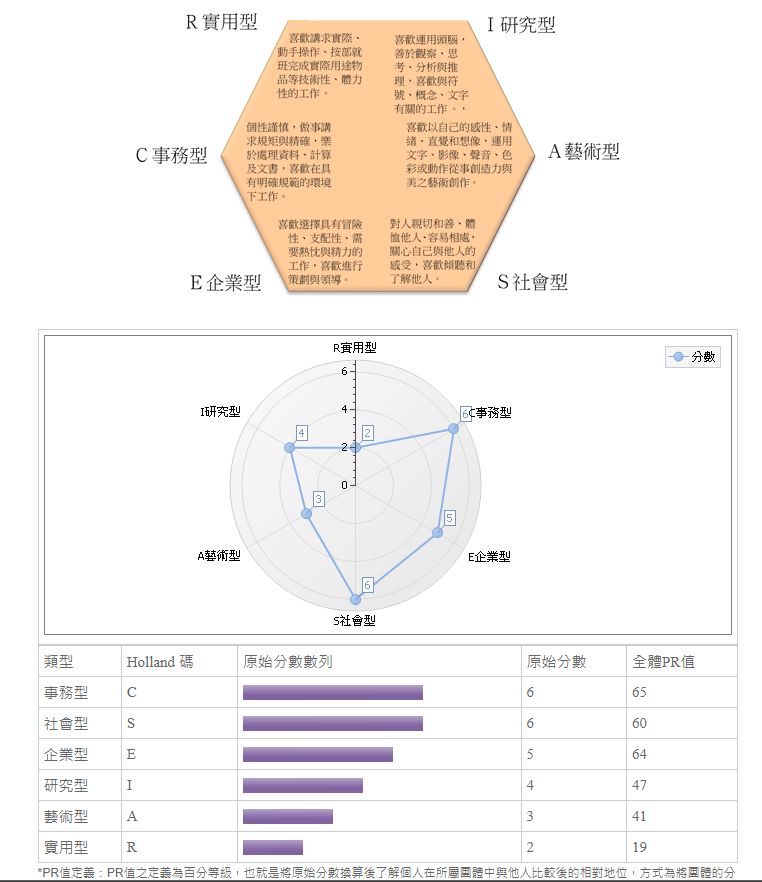 R 實用型
I 研究型
喜歡講求實際、
動手操作、按部就
班完成實際用途物
品等技術性、體力
性的工作。
喜歡運用頭腦，
善於觀察、思
考、分析與推
理，喜歡與符
號、概念、文字
有關的工作 。，
C 事務型
個性謹慎，做事講
求規矩與精確，樂
於處理資料、計算
及文書，喜歡在具
有明確規範的環境
下工作。
喜歡以自己的感性、情
緒、直覺和想像，運用
文字、影像、聲音、色
彩或動作從事創造力與
美之藝術創作。
A 藝術型
喜歡選擇具有冒險
性、支配性、需
要熱忱與精力的
工作，喜歡進行
策劃與領導。
對人親切和善、體
恤他人、容易相處，
關心自己與他人的
感受，喜歡傾聽和
了解他人。
E 企業型
S 社會型
R實用型
分數
6
I研究型
4
2
6
C事務型
4
2
0
3
5
A藝術型
E企業型
6
S社會型
類型 Holland 碼 原始分數數列 原始分數 全體PR值
事務型 C 6 65
社會型 S 6 60
企業型 E 5 64
研究型 I 4 47
藝術型 A 3 41
實用型 R 2 19
*PR值定義：PR值之定義為百分等級，也就是將原始分數換算後了解個人在所屬團體中與他人比較後的相對地位，方式為將團體的分